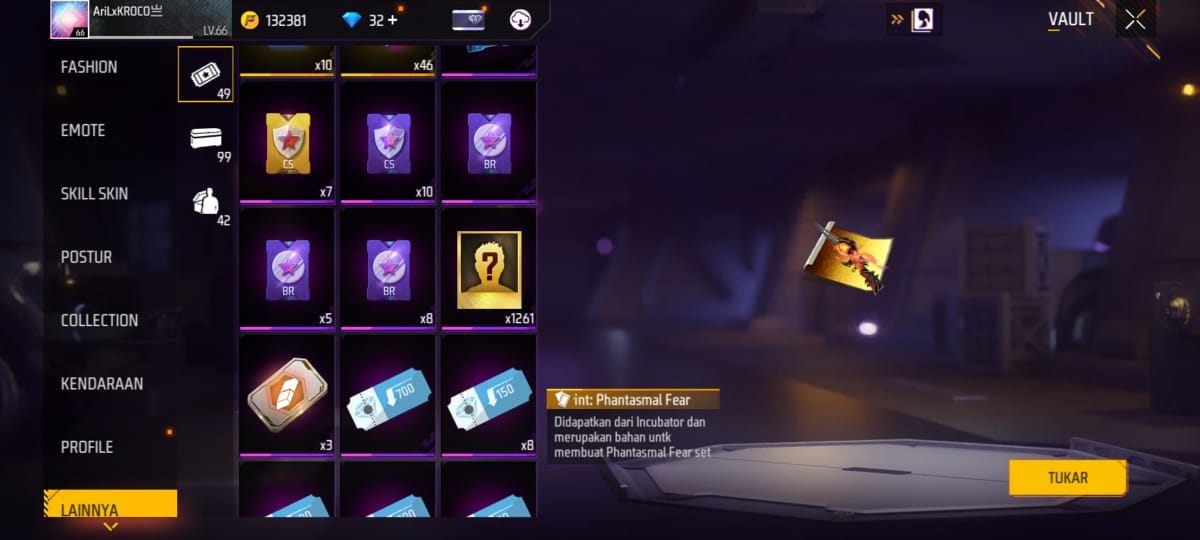 AriLxKROCO
66
LV.66
132381
32 +
VAULT
FASHION
EMOTE
SKILL SKIN
POSTUR
COLLECTION
KENDARAAN
PROFILE
LAINNYA
49
99
42
x10
x46
CS
x7
CS
x10
BR
BR
x5
BR
x8
?
x1261
x3
700
150
x8
int: Phantasmal Fear
Didapatkan dari Incubator dan
merupakan bahan untk
membuat Phantasmal Fear set
TUKAR